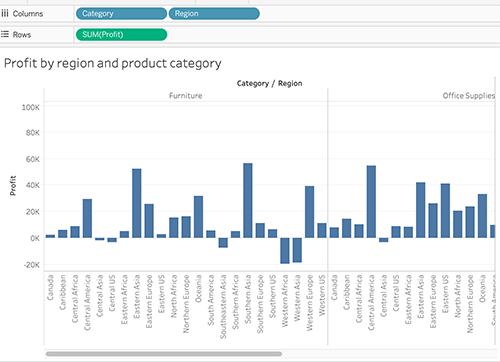 Columns Category Region
Rows SUM(Profit)
Profit by region and product category
Category / Region
Furniture Office Supplies
Profit
100K
80K
60K
40K
20K
0K
-20K
Canada
Caribbean
Central Africa
Central America
Central Asia
Central US
Eastern Africa
Eastern Asia
Eastern Europe
Eastern US
North Africa
Northern Europe
Oceania
South America
Southeastern Asia
Southern Africa
Southern Asia
Southern Europe
Southern US
Western Africa
Western Asia
Western Europe
Western US
Canada
Caribbean
Central Africa
Central America
Central Asia
Central US
Eastern Africa
Eastern Asia
Eastern Europe
Eastern US
North Africa
Northern Europe
Oceania